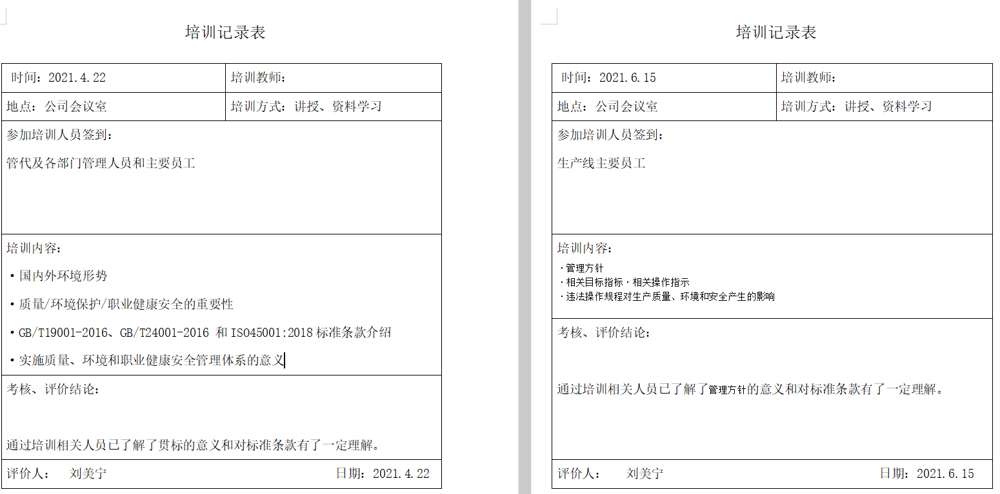 培训记录表
时间：2021.4.22 培训教师：
地点：公司会议室 培训方式：讲授、资料学习
参加培训人员签到：
管代及各部门管理人员和主要员工
培训内容：
·国内外环境形势
·质量/环境保护/职业健康安全的重要性
·GB/T19001-2016、GB/T24001-2016 和ISO45001:2018标准条款介绍
·实施质量、环境和职业健康安全管理体系的意义
考核、评价结论：
通过培训相关人员已了解了贯标的意义和对标准条款有了一定理解。
评价人： 刘美宁 日期：2021.4.22
培训记录表
时间：2021.6.15 培训教师：
地点：公司会议室 培训方式：讲授、资料学习
参加培训人员签到：
生产线主要员工
培训内容：
·管理方针
·相关目标指标·相关操作指示
·违法操作规程对生产质量、环境和安全产生的影响
考核、评价结论：
通过培训相关人员已了解了管理方针的意义和对标准条款有了一定理解。
评价人： 刘美宁 日期：2021.6.15